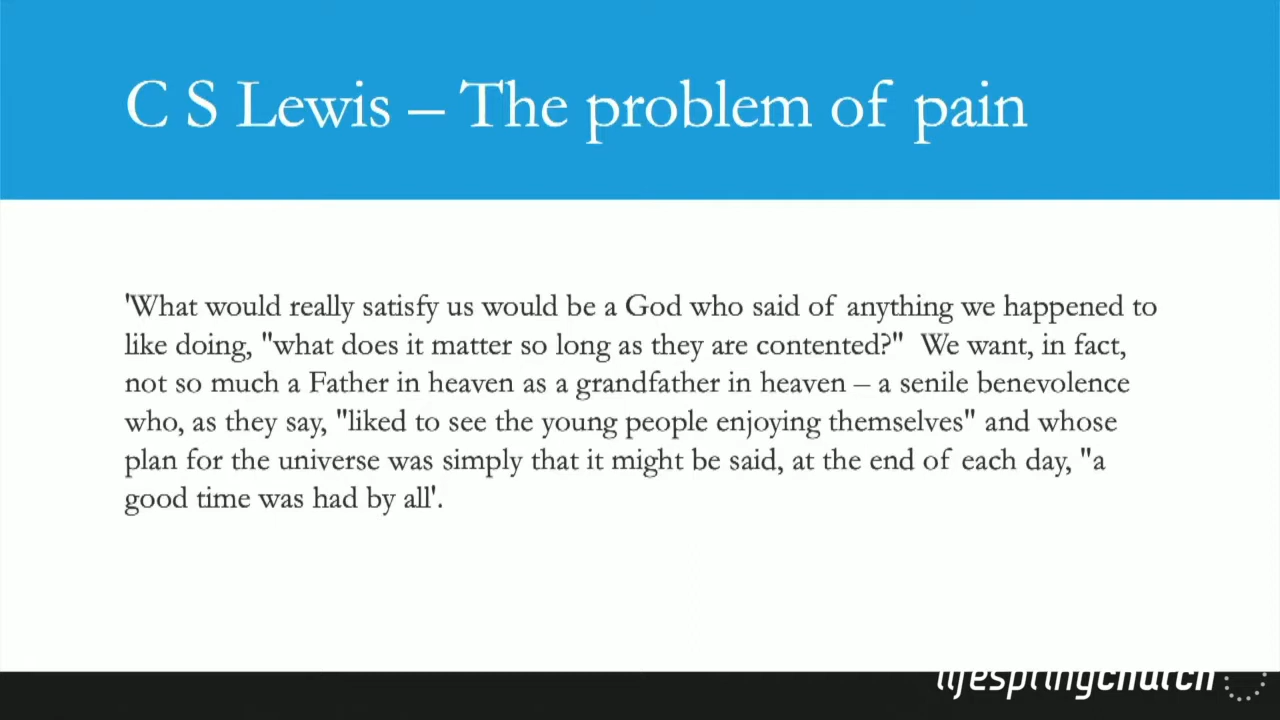 C S Lewis – The problem of pain
'What would really satisfy us would be a God who said of anything we happened to
like doing, "what does it matter so long as they are contented?"  We want, in fact,
not so much a Father in heaven as a grandfather in heaven – a senile benevolence
who, as they say, "liked to see the young people enjoying themselves" and whose
plan for the universe was simply that it might be said, at the end of each day, "a
good time was had by all'.
lifespringchurch